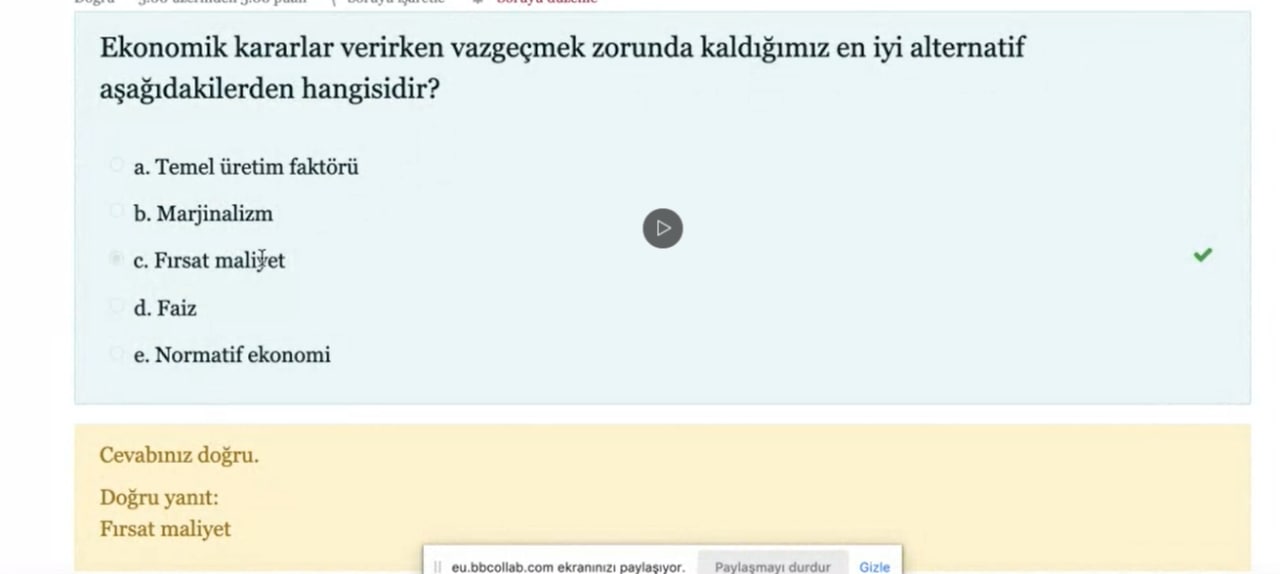 Ekonomik kararlar verirken vazgeçmek zorunda kaldığımız en iyi alternatif
aşağıdakilerden hangisidir?
a. Temel üretim faktörü
b. Marjinalizm
c. Fırsat maliyet
d. Faiz
e. Normatif ekonomi
Cevabınız doğru.
Doğru yanıt:
Fırsat maliyet
eu.bbcollab.com ekranınızı paylaşıyor. Paylaşmayı durdur Gizle